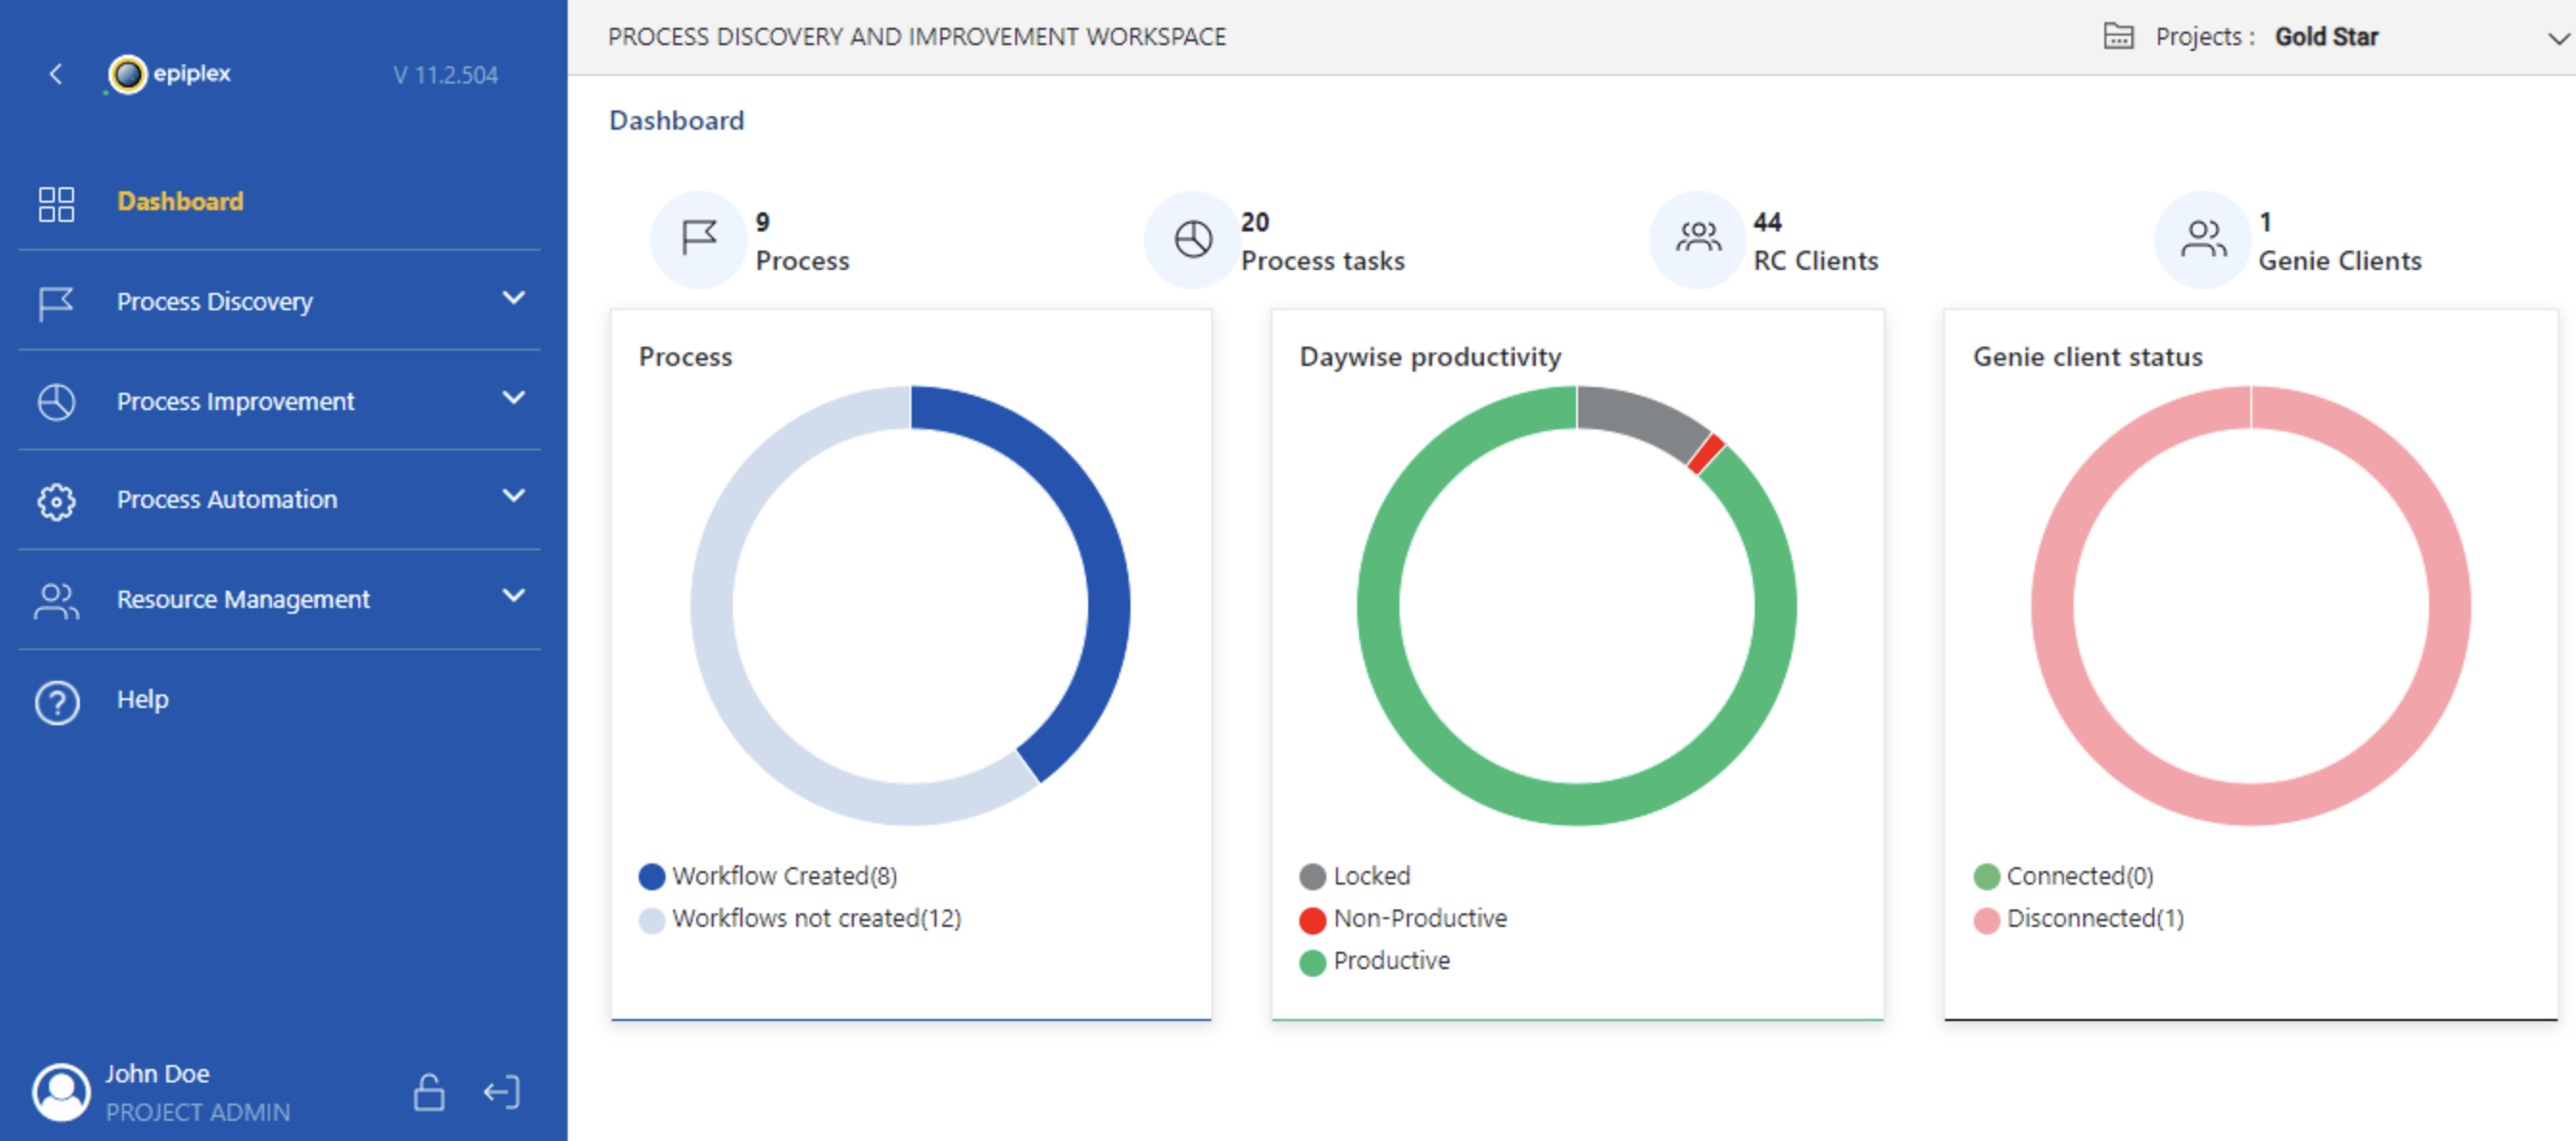 epiplex V 11.2.504
Dashboard
Process Discovery
Process Improvement
Process Automation
Resource Management
Help
John Doe
PROJECT ADMIN
PROCESS DISCOVERY AND IMPROVEMENT WORKSPACE
Projects : Gold Star
Dashboard
9
Process
20
Process tasks
44
RC Clients
1
Genie Clients
Process
Workflow Created(8)
Workflows not created(12)
Daywise productivity
Locked
Non-Productive
Productive
Genie client status
Connected(0)
Disconnected(1)